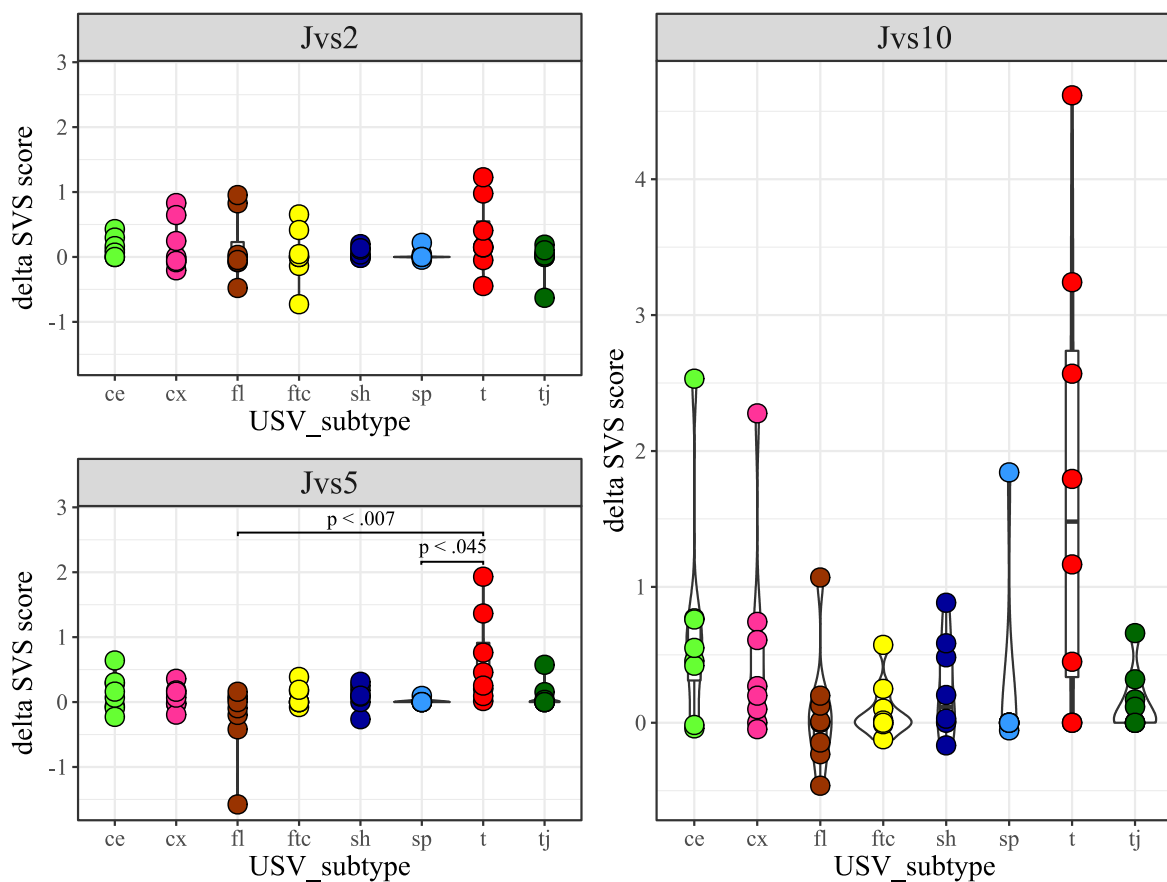 Jvs2
3
2
1
0
-1
delta SVS score
ce cx fl ftc sh sp t tj
USV_subtype
Jvs5
3
2
1
0
-1
delta SVS score
p < .007
p < .045
ce cx fl ftc sh sp t tj
USV_subtype
Jvs10
4
3
2
1
0
delta SVS score
ce cx fl ftc sh sp t tj
USV_subtype